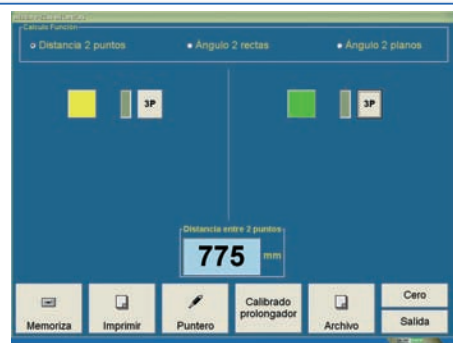 Calculo Función
Distancia 2 puntos
Ángulo 2 rectas
Ángulo 2 planos
3P
3P
Distancia entre 2 puntos
775 mm
Memoriza
Imprimir
Puntero
Calibrado
prolongador
Archivo
Cero
Salida